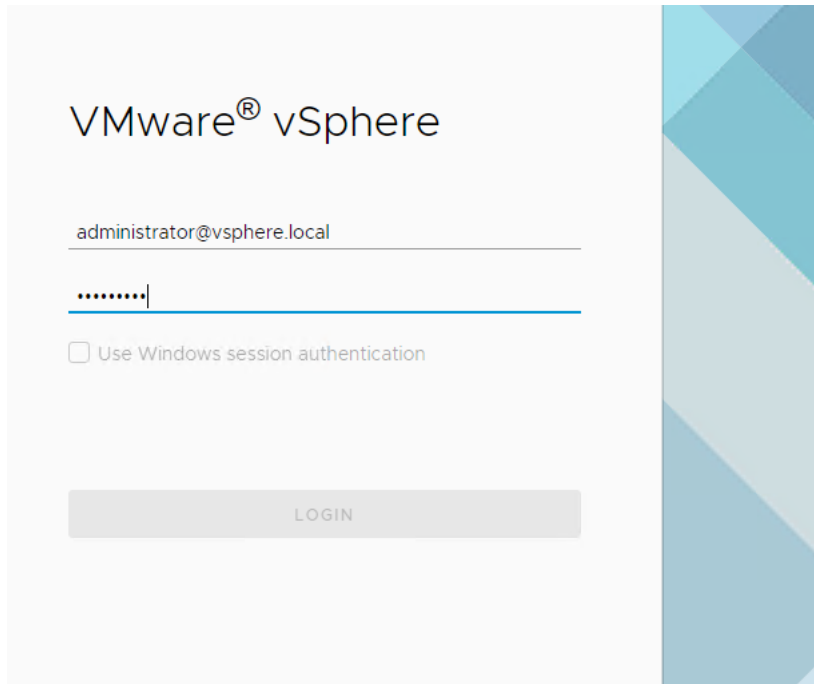 VMware® vSphere
administrator@vsphere.local
•••••••••
Use Windows session authentication
LOGIN